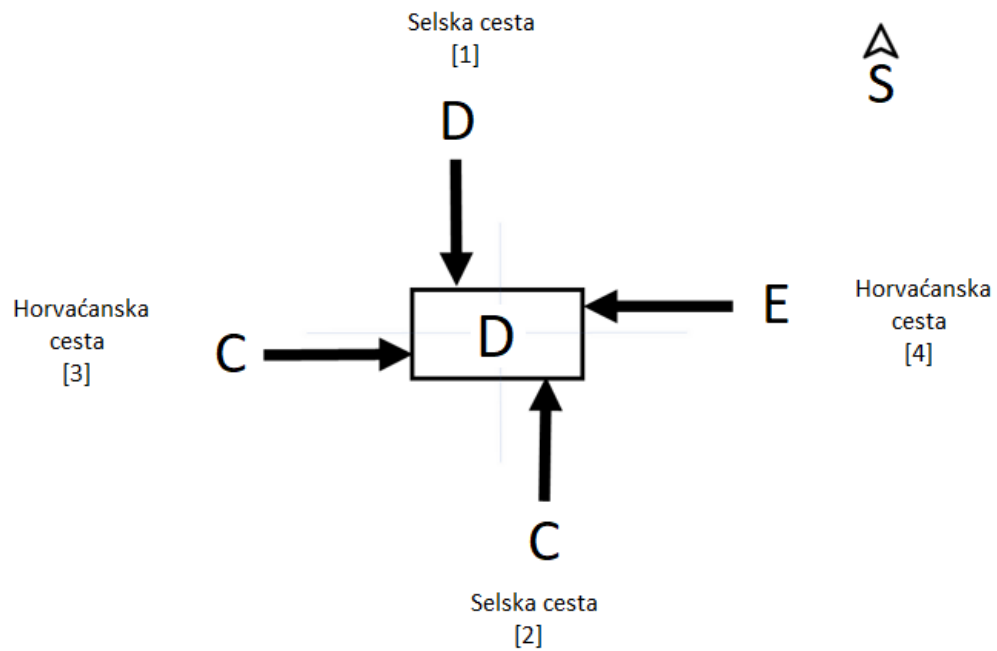 Selska cesta
[1]
S
D
Horvaćanska
cesta
[3]
C
D
E
Horvaćanska
cesta
[4]
C
Selska cesta
[2]